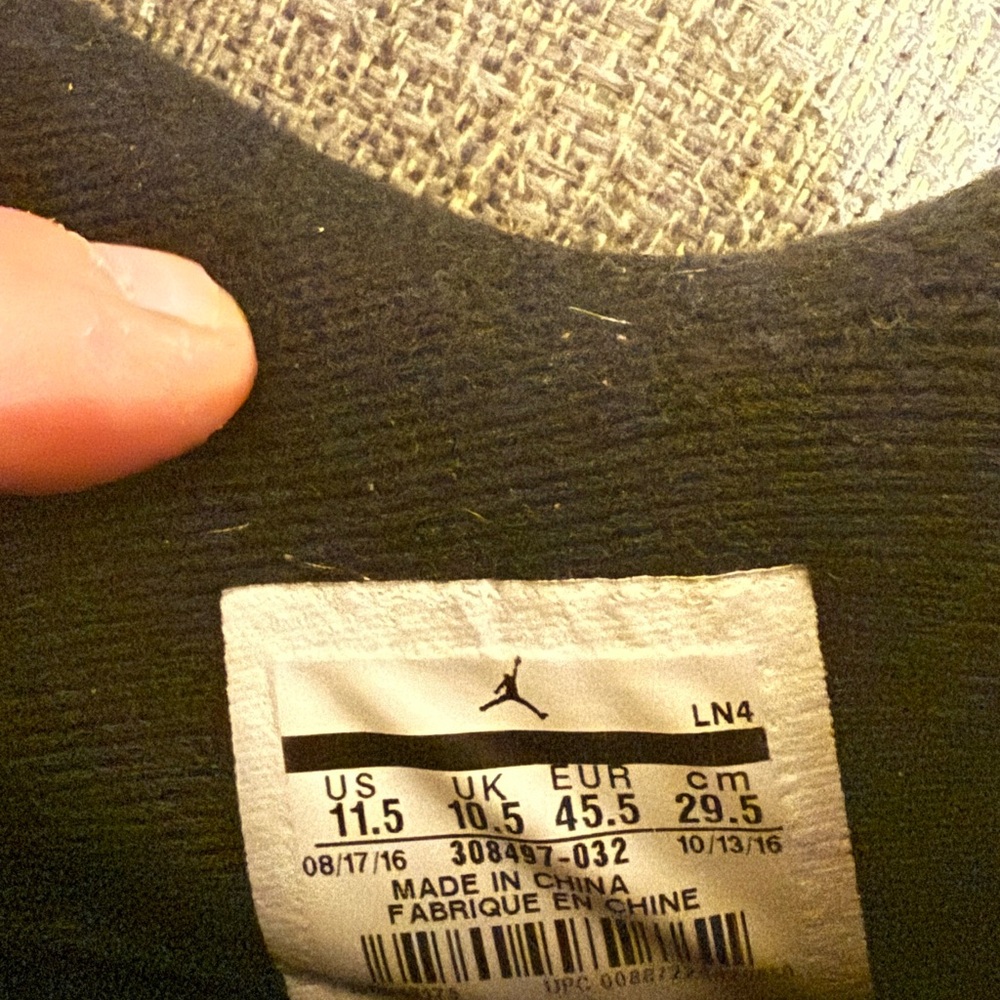 LN4
US UK EUR cm
11.5 10.5 45.5 29.5
08/17/16 308497-032 10/13/16
MADE IN CHINA
FABRIQUE EN CHINE
UPC